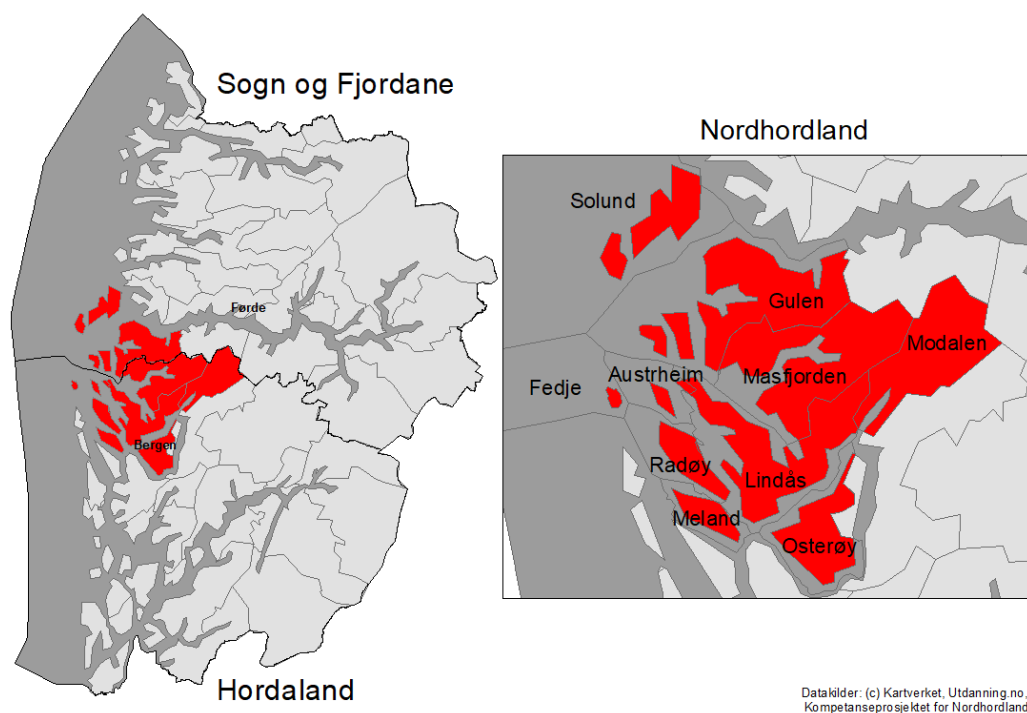 Sogn og Fjordane
Førde
Bergen
Hordaland
Nordhordland
Solund
Gulen
Modalen
Fedje
Austrheim
Masfjorden
Radøy
Lindås
Meland
Osterøy
Datakilder: (c) Kartverket, Utdanning.no,
Kompetanseprosjektet for Nordhordland